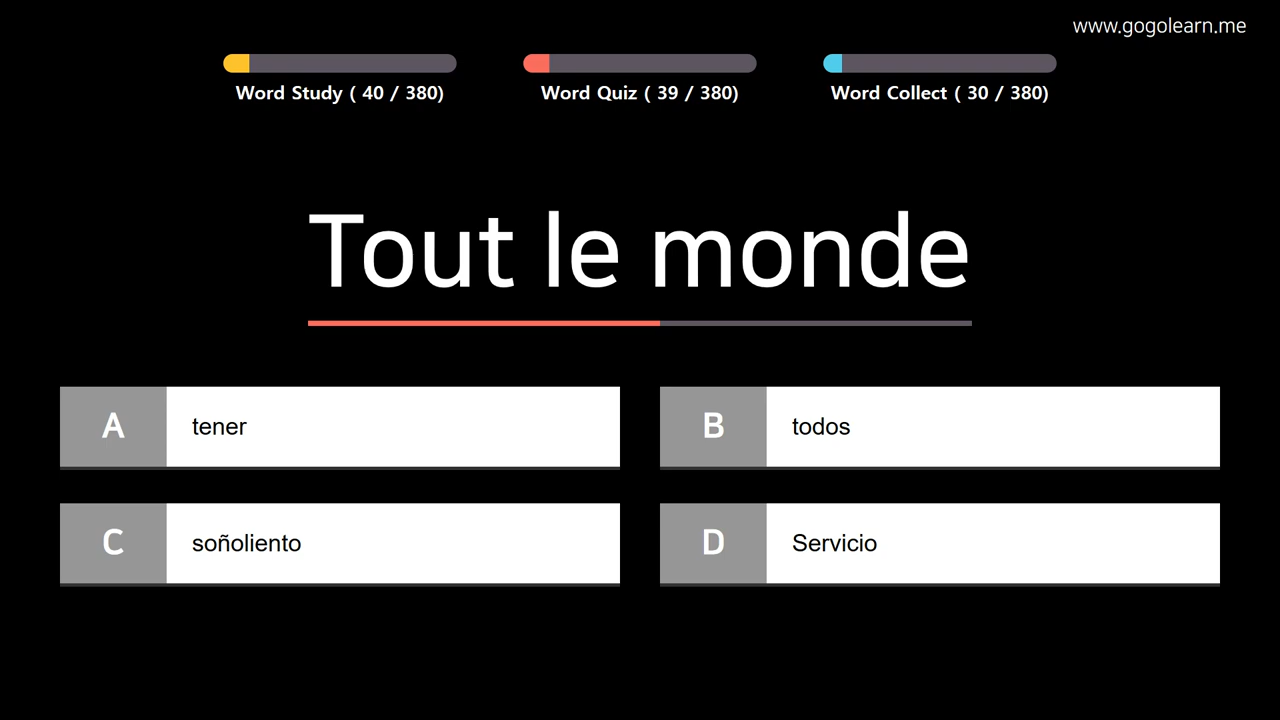 www.gogolearn.me
Word Study ( 40 / 380)
Word Quiz ( 39 / 380)
Word Collect ( 30 / 380)
Tout le monde
A tener
B todos
C soñoliento
D Servicio